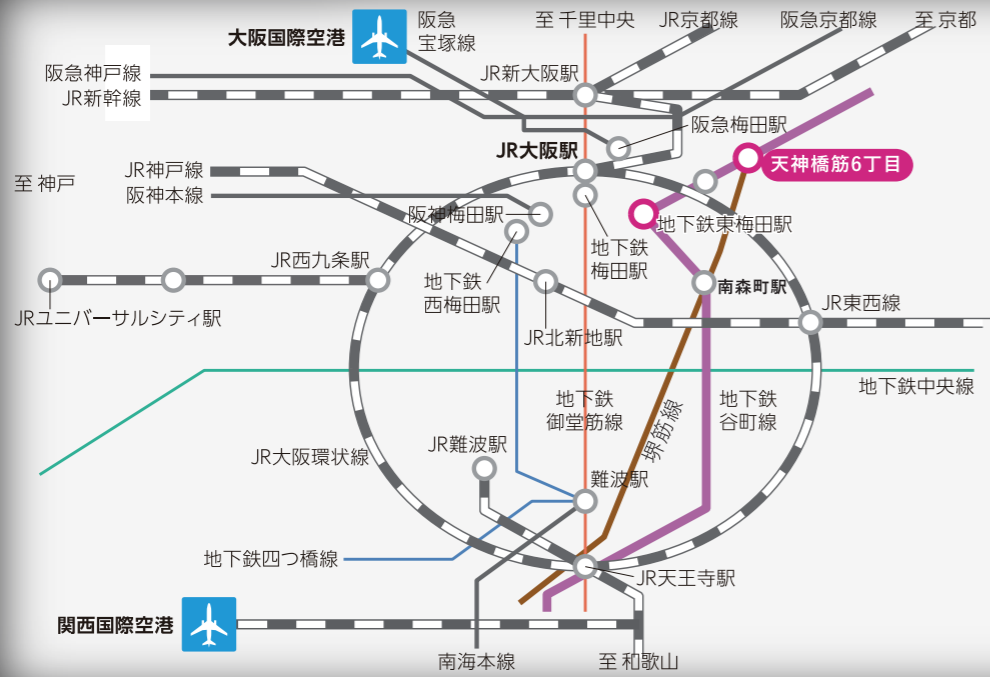 大阪国際空港
阪急
宝塚線
至 千里中央
JR京都線
阪急京都線
至 京都
阪急神戸線
JR新幹線
JR新大阪駅
阪急梅田駅
JR大阪駅
天神橋筋6丁目
至 神戸
JR神戸線
阪神本線
阪神梅田駅
地下鉄東梅田駅
地下鉄
梅田駅
JR西九条駅
地下鉄
西梅田駅
南森町駅
JR東西線
JRユニバーサルシティ駅
JR北新地駅
地下鉄中央線
地下鉄
御堂筋線
堺筋線
地下鉄
谷町線
JR大阪環状線
JR難波駅
難波駅
地下鉄四つ橋線
JR天王寺駅
関西国際空港
南海本線
至 和歌山